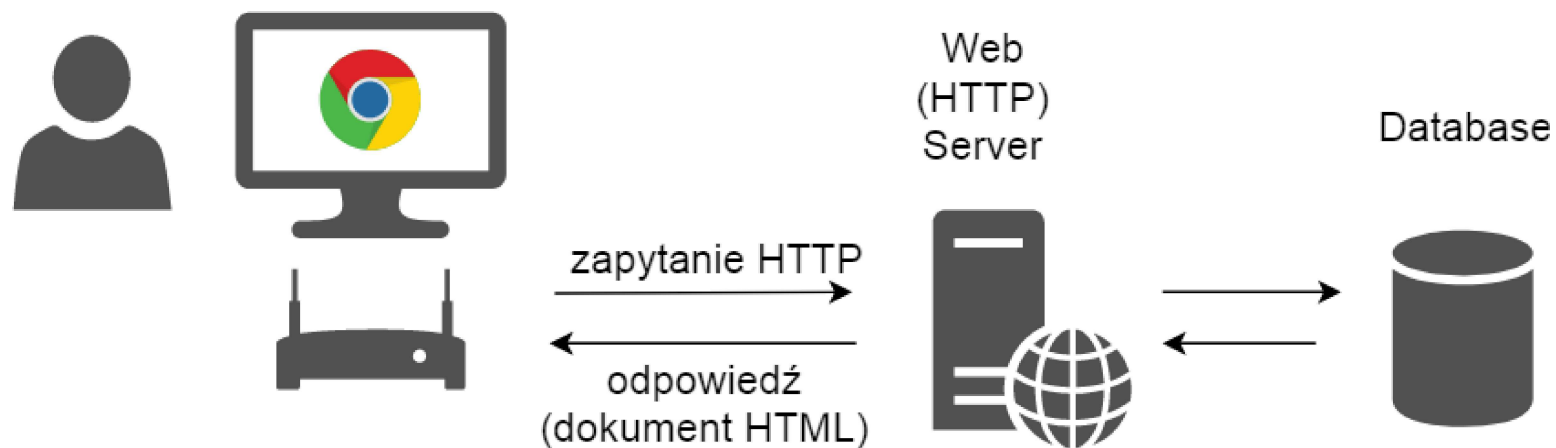 Web
(HTTP)
Server
Database
zapytanie HTTP
odpowiedź
(dokument HTML)